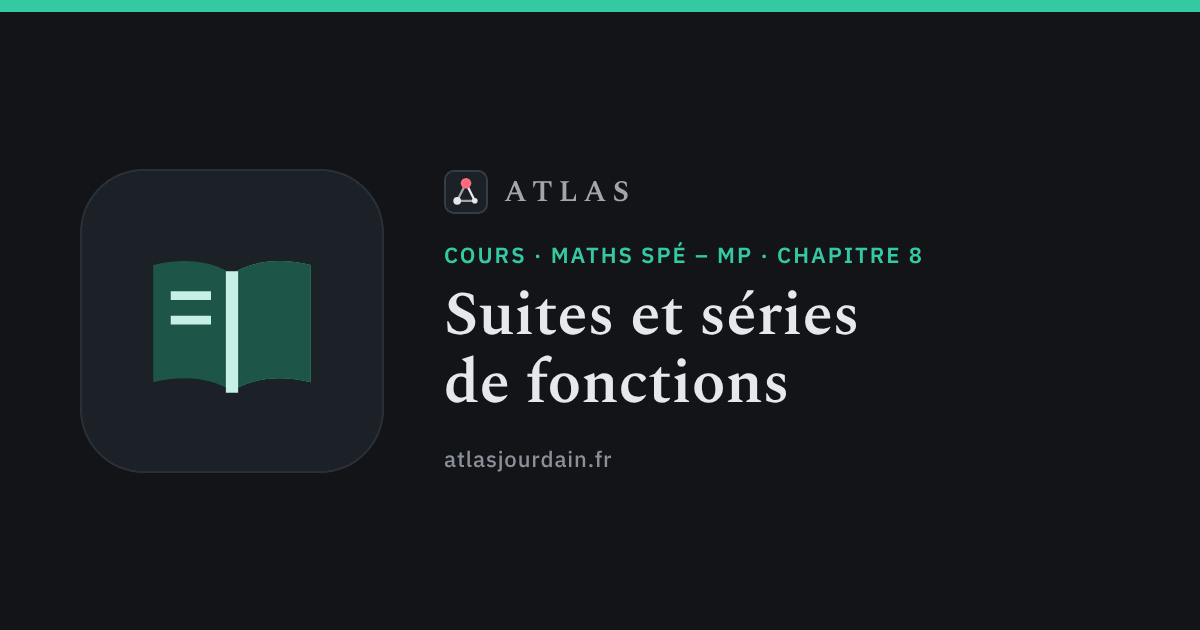 ATLAS
COURS · MATHS SPÉ – MP · CHAPITRE 8
Suites et séries
de fonctions
atlasjourdain.fr